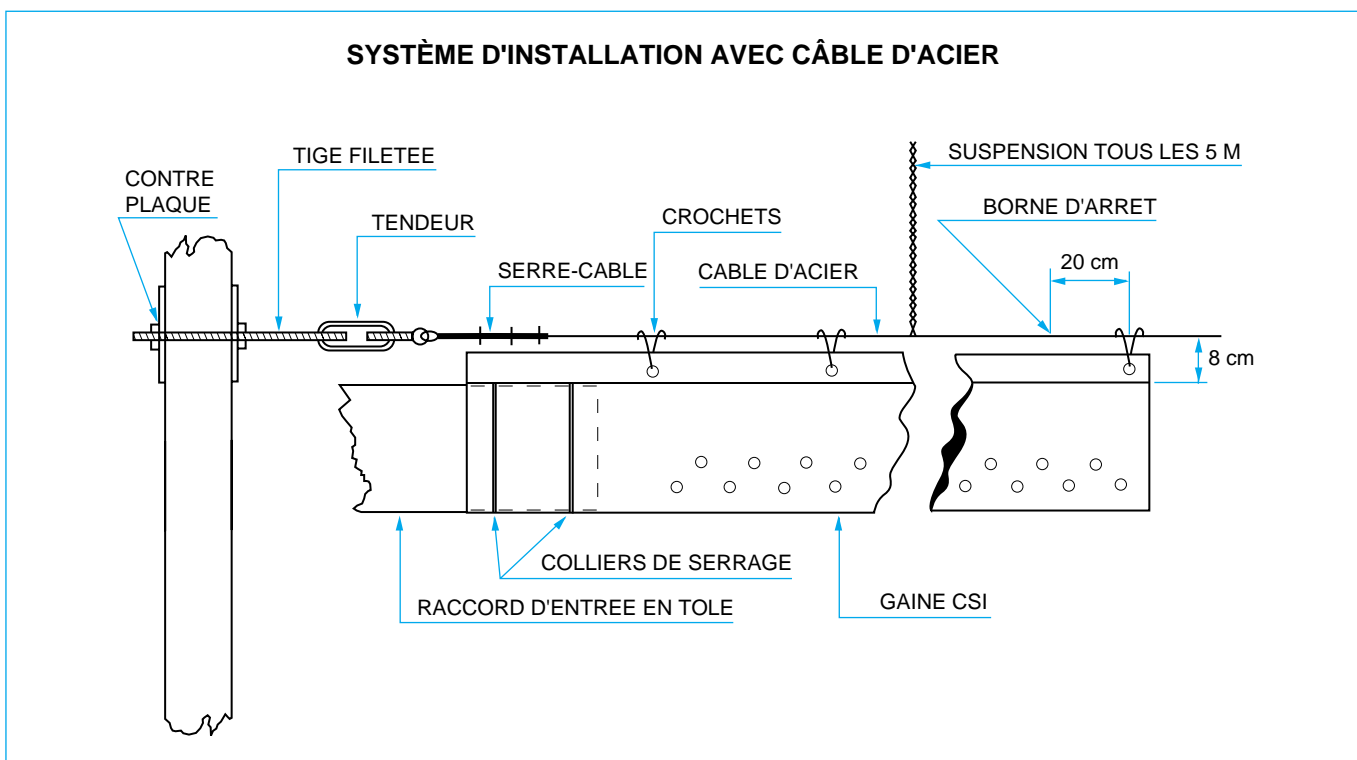 SYSTÈME D'INSTALLATION AVEC CÂBLE D'ACIER
TIGE FILETEE
SUSPENSION TOUS LES 5 M
CONTRE
PLAQUE
TENDEUR
CROCHETS
BORNE D'ARRET
SERRE-CABLE
CABLE D'ACIER
20 cm
8 cm
COLLIERS DE SERRAGE
RACCORD D'ENTREE EN TOLE
GAINE CSI